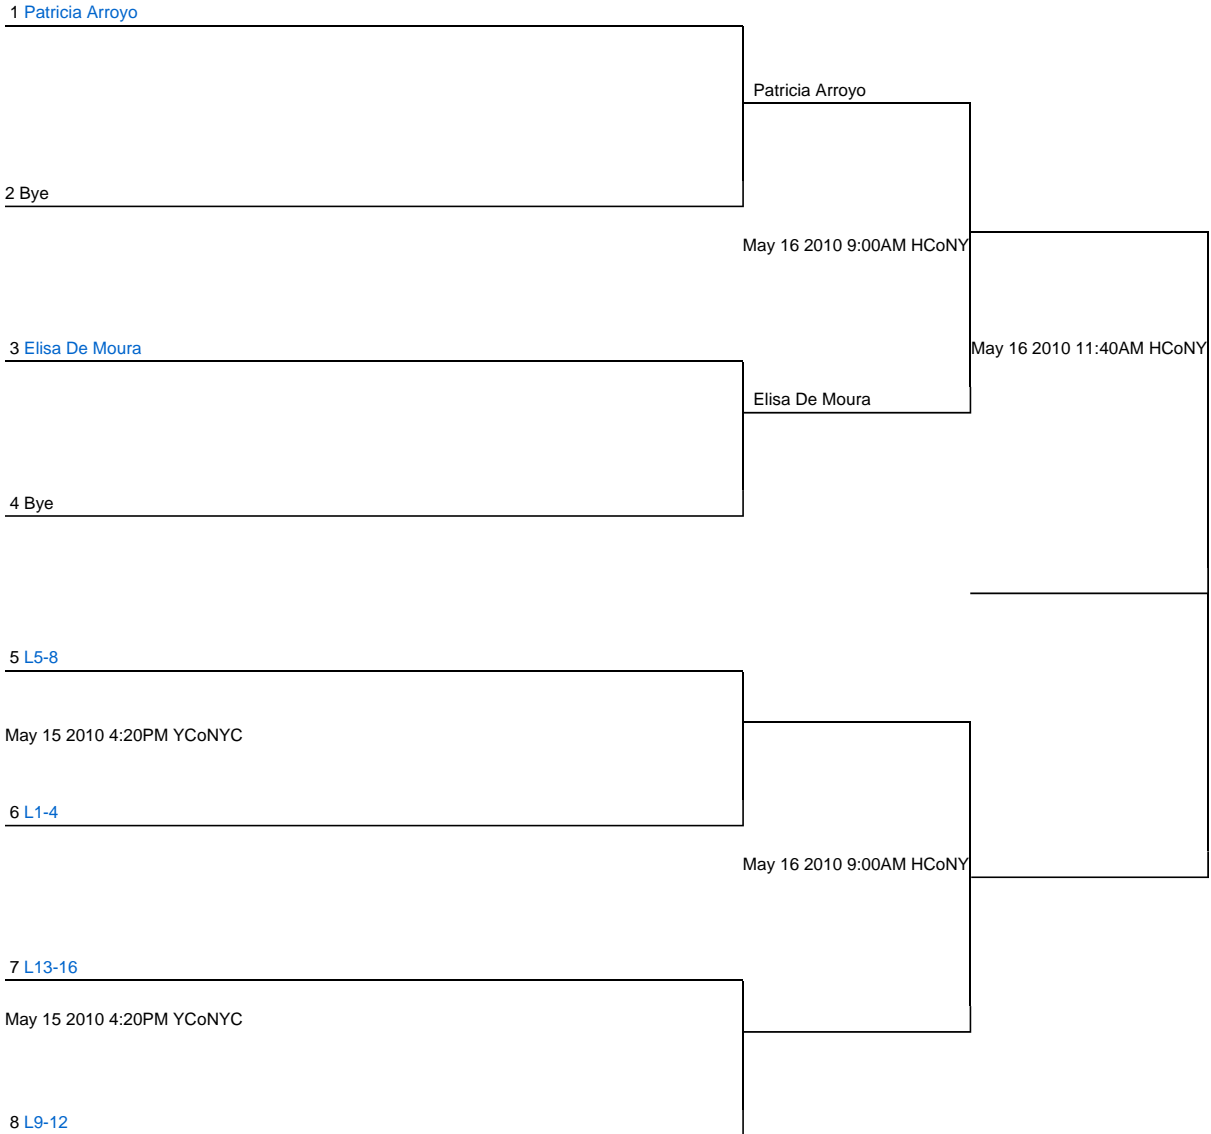 1 Patricia Arroyo
Patricia Arroyo
2 Bye
May 16 2010 9:00AM HCoNY
3 Elisa De Moura
May 16 2010 11:40AM HCoNY
Elisa De Moura
4 Bye
5 L5-8
May 15 2010 4:20PM YCoNYC
6 L1-4
May 16 2010 9:00AM HCoNY
7 L13-16
May 15 2010 4:20PM YCoNYC
8 L9-12